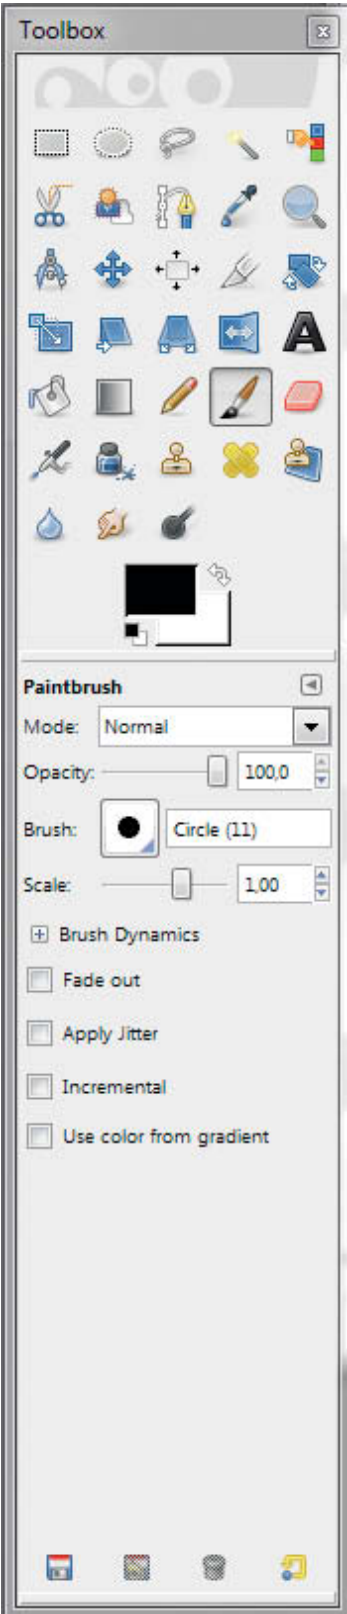 Toolbox
Paintbrush
Mode: Normal
Opacity: 100,0
Brush: Circle (11)
Scale: 1,00
Brush Dynamics
Fade out
Apply Jitter
Incremental
Use color from gradient